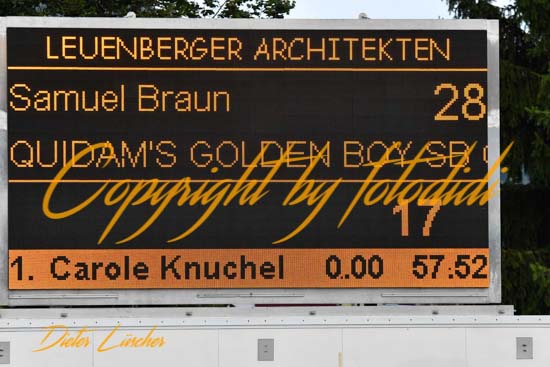 LEUENBERGER ARCHITEKTEN
Samuel Braun 28
QUIDAM'S GOLDEN BOY SB
Copyright by fotodidi
17
1. Carole Knuchel 0.00 57:52
Dieter Lüscher